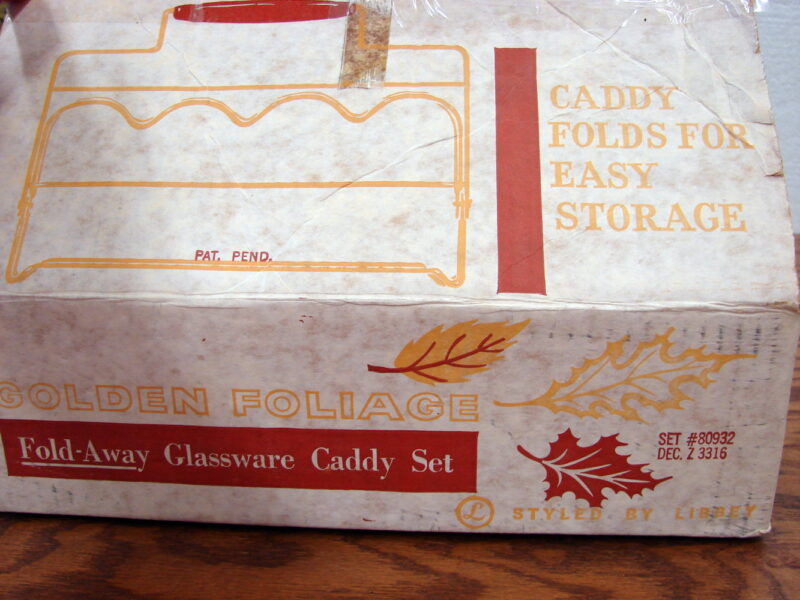 CADDY
FOLDS FOR
EASY
STORAGE
PAT. PEND.
GOLDEN FOLIAGE
Fold-Away Glassware Caddy Set
SET #80932
DEC. Z 3316
L STYLED BY LIBBEY